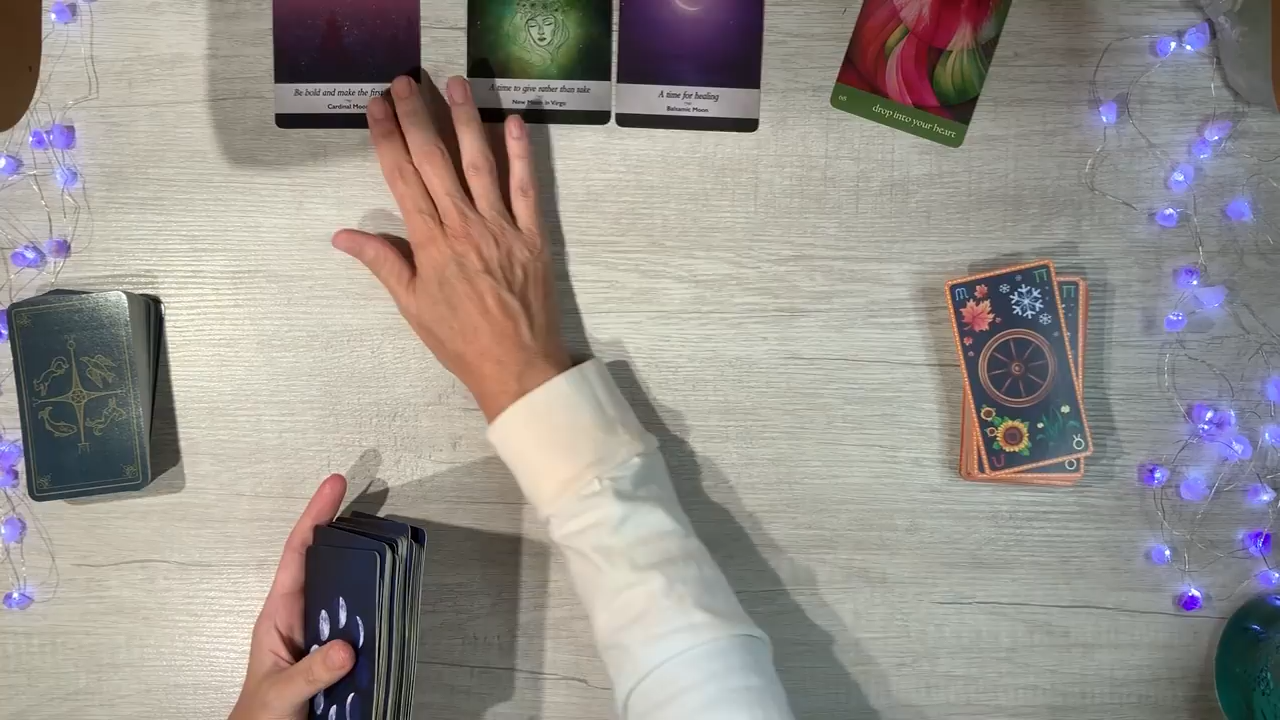 Be bold and make the first
Cardinal Moon
A time to give rather than take
New Moon in Virgo
A time for healing
Balsamic Moon
68
drop into your heart